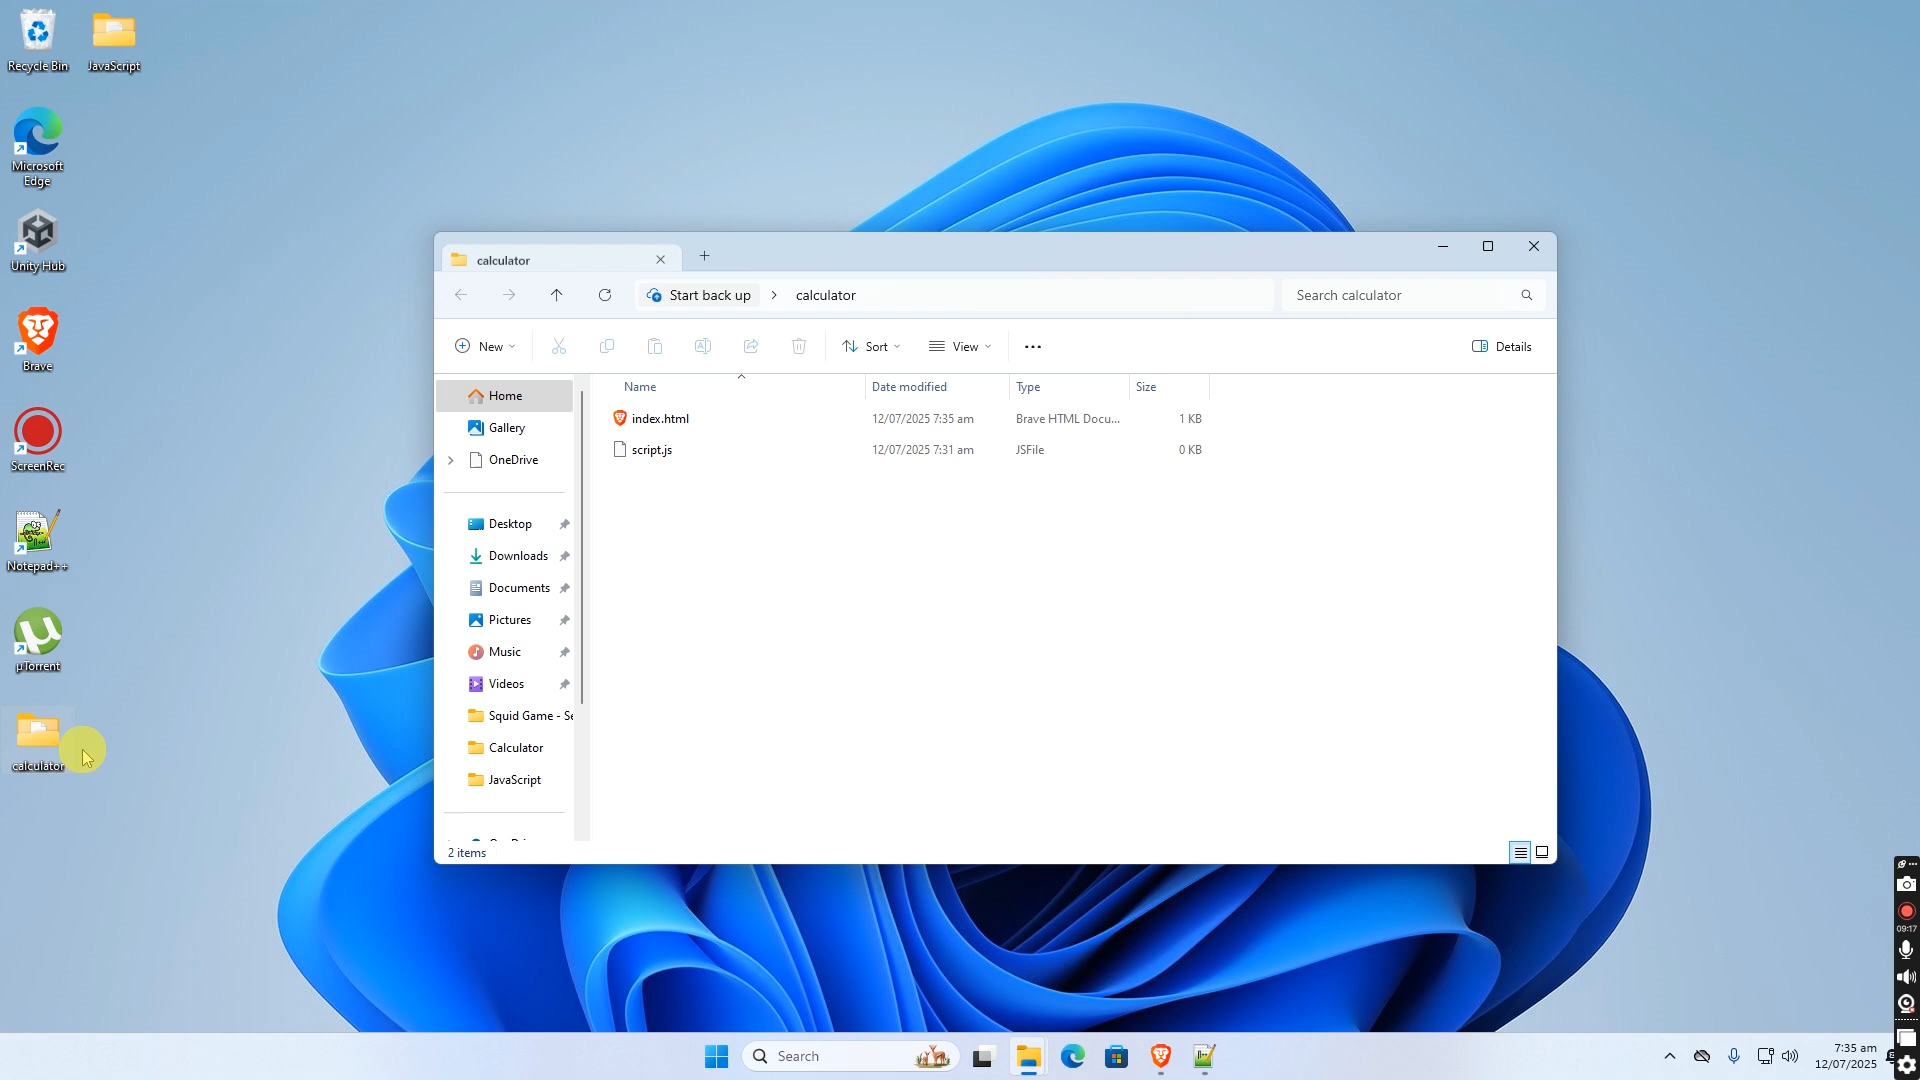 Recycle Bin
JavaScript
Microsoft
Edge
Unity Hub
Brave
ScreenRec
Notepad++
µTorrent
calculator
calculator
Start back up
calculator
Search calculator
New
Sort
View
Details
Name
Date modified
Type
Size
index.html
12/07/2025 7:35 am
Brave HTML Docu...
1 KB
script.js
12/07/2025 7:31 am
JSFile
0 KB
Home
Gallery
OneDrive
Desktop
Downloads
Documents
Pictures
Music
Videos
Squid Game - Se
Calculator
JavaScript
2 items
09:17
Search
7:35 am
12/07/2025